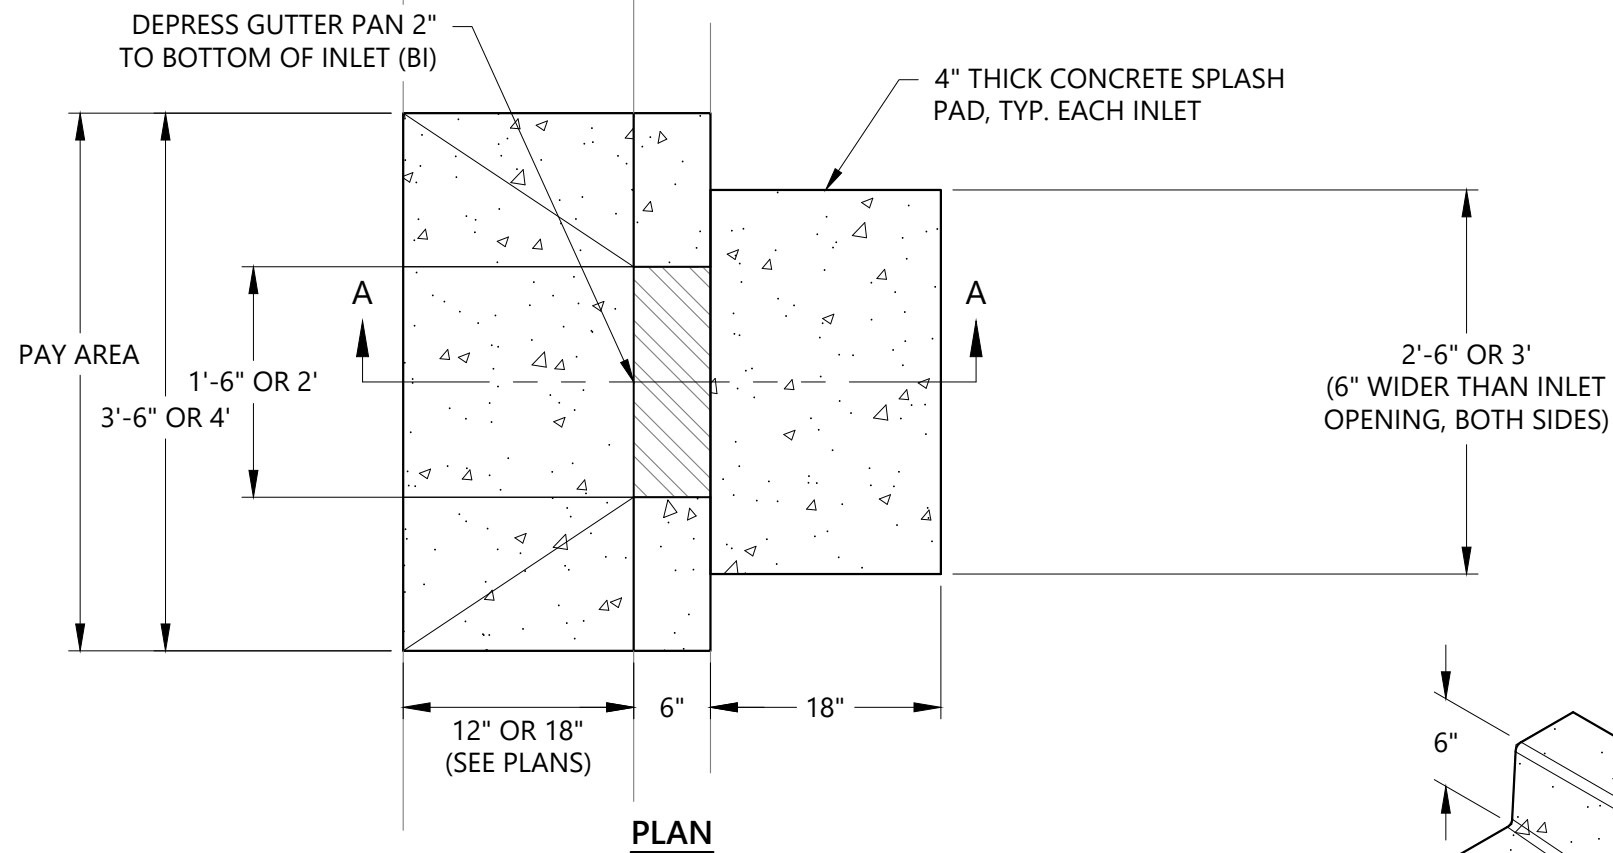 DEPRESS GUTTER PAN 2"
TO BOTTOM OF INLET (BI)
4" THICK CONCRETE SPLASH
PAD, TYP. EACH INLET
A
A
PAY AREA
1'-6" OR 2'
3'-6" OR 4'
2'-6" OR 3'
(6" WIDER THAN INLET
OPENING, BOTH SIDES)
6"
18"
12" OR 18"
(SEE PLANS)
6"
PLAN